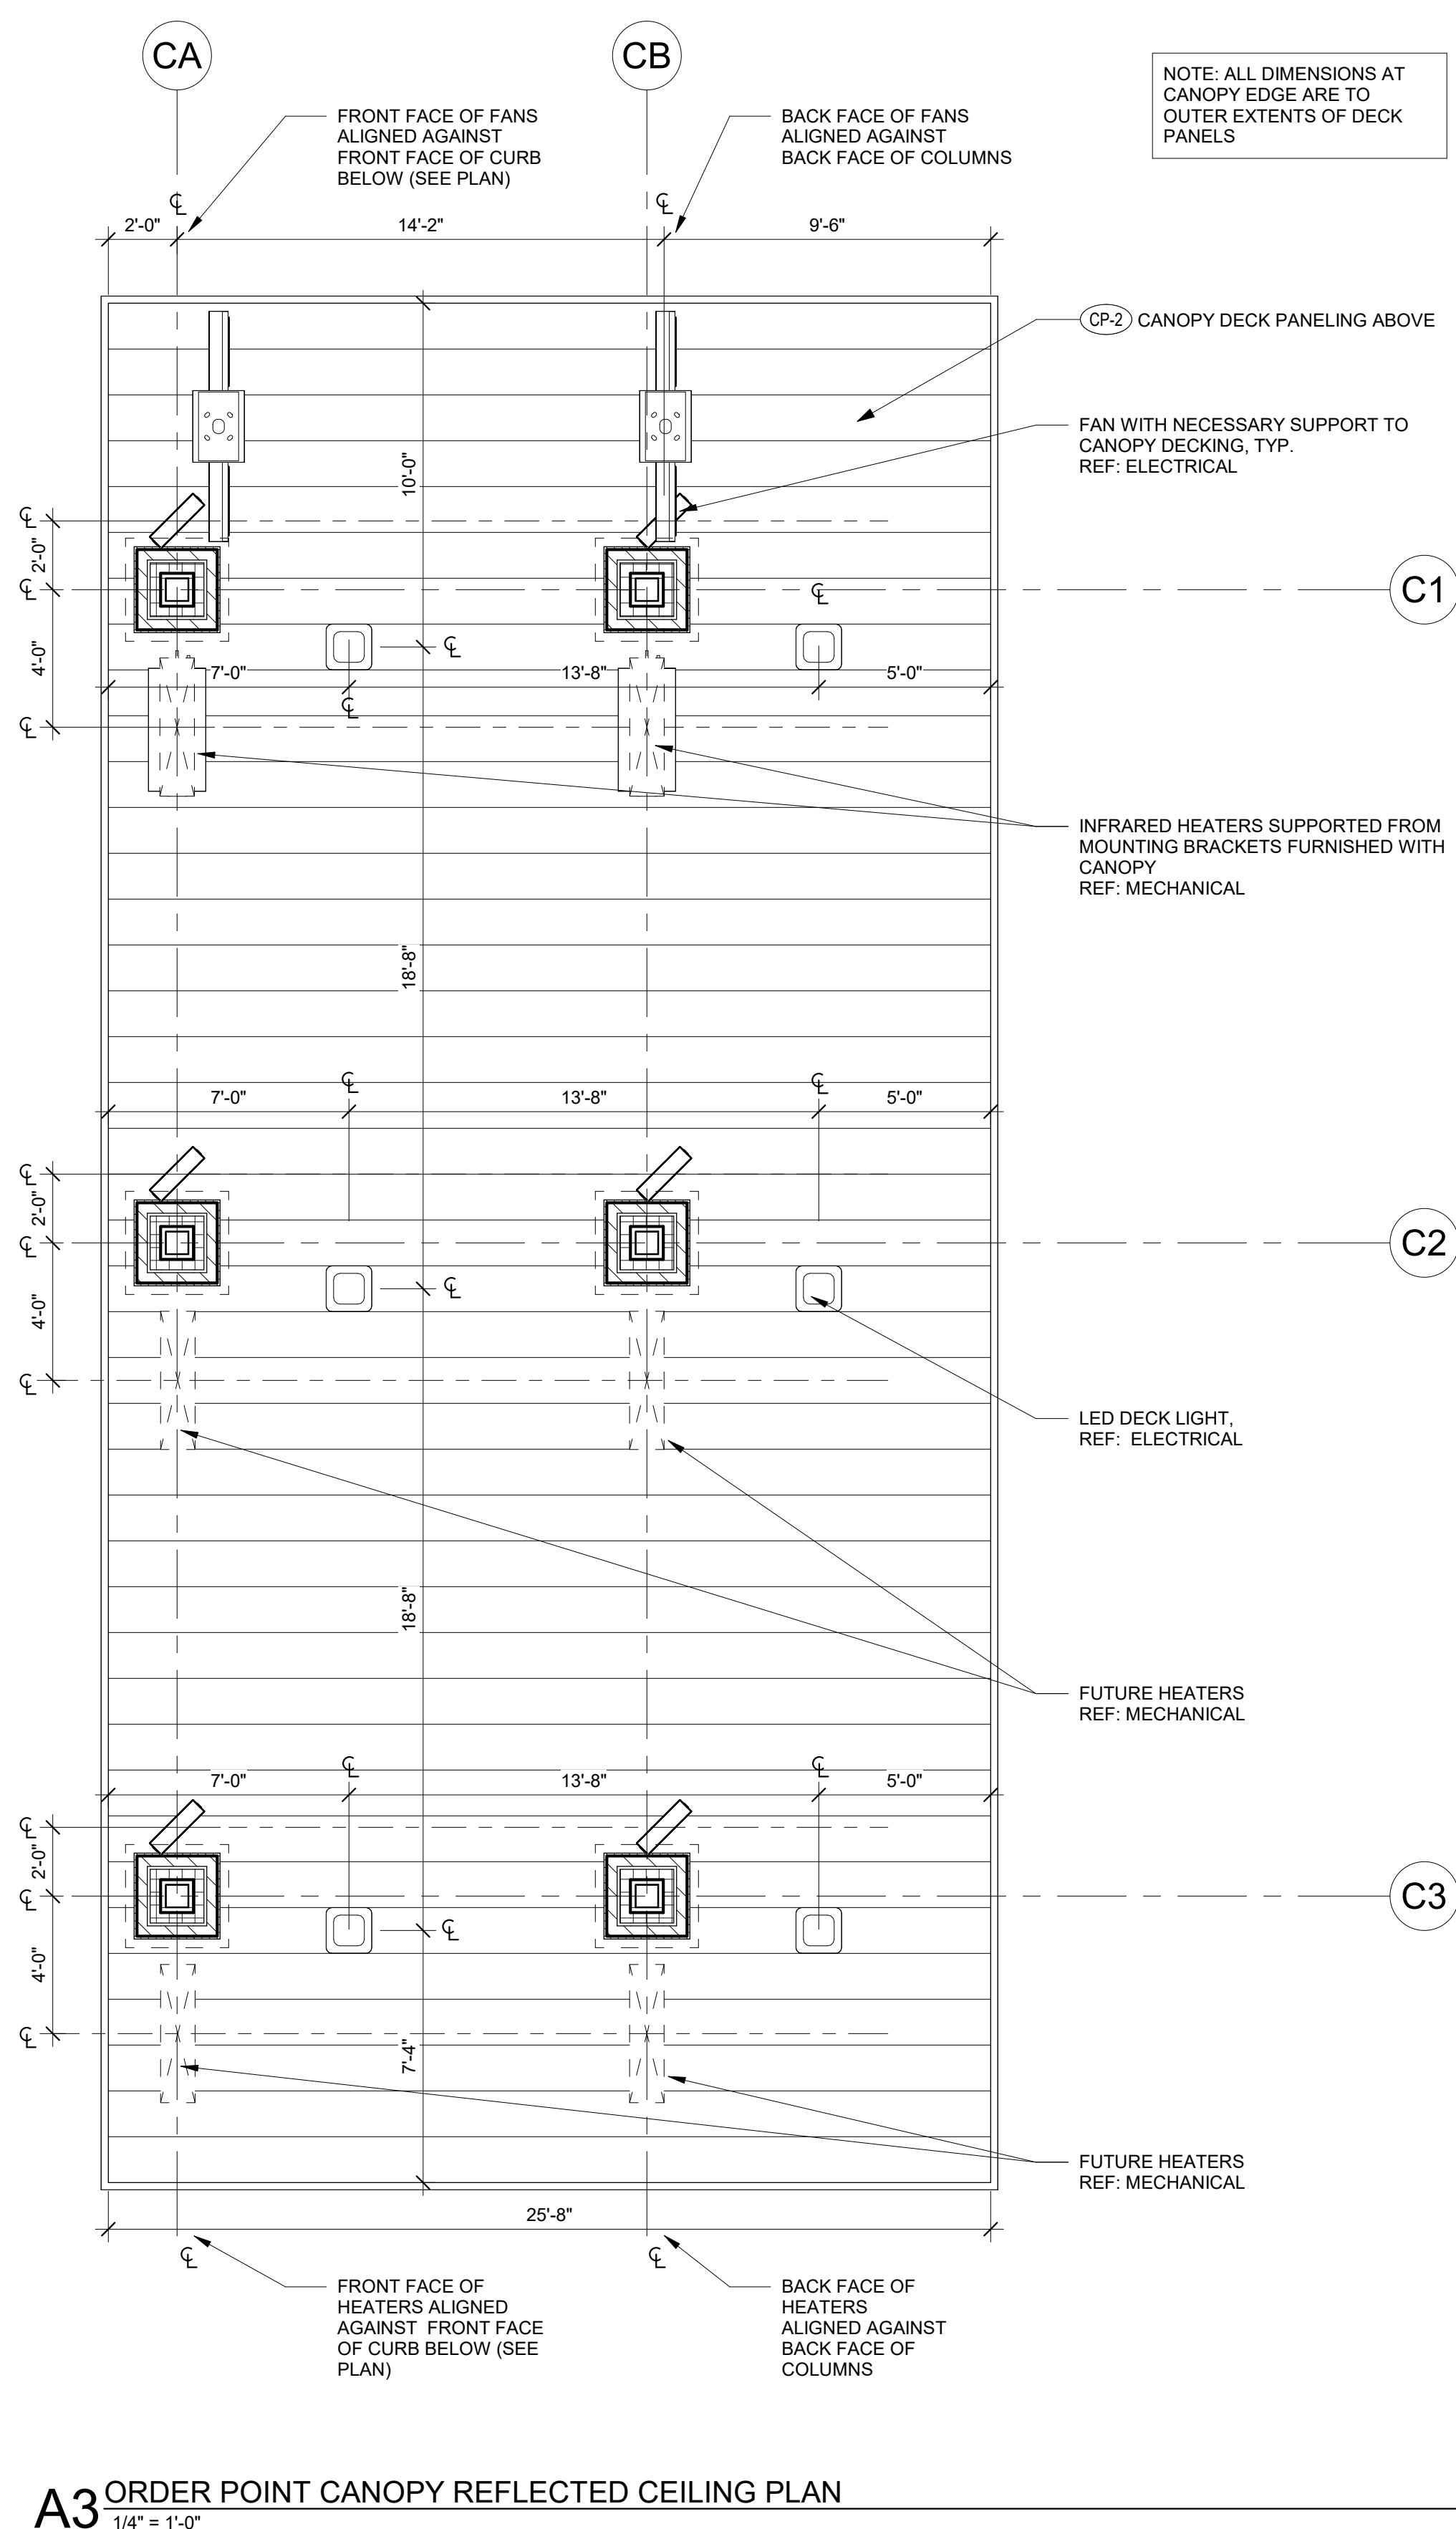 CA
CB
NOTE: ALL DIMENSIONS AT
CANOPY EDGE ARE TO
OUTER EXTENTS OF DECK
PANELS
FRONT FACE OF FANS
ALIGNED AGAINST
FRONT FACE OF CURB
BELOW (SEE PLAN)
BACK FACE OF FANS
ALIGNED AGAINST
BACK FACE OF COLUMNS
℄
℄
2'-0"
14'-2"
9'-6"
CP-2
CANOPY DECK PANELING ABOVE
FAN WITH NECESSARY SUPPORT TO
CANOPY DECKING, TYP.
REF: ELECTRICAL
10'-0"
℄
2'-0"
℄
℄
C1
4'-0"
℄
7'-0"
13'-8"
5'-0"
℄
℄
INFRARED HEATERS SUPPORTED FROM
MOUNTING BRACKETS FURNISHED WITH
CANOPY
REF: MECHANICAL
18'-8"
℄
℄
7'-0"
13'-8"
5'-0"
℄
2'-0"
℄
C2
4'-0"
℄
℄
LED DECK LIGHT,
REF:  ELECTRICAL
18'-8"
FUTURE HEATERS
REF: MECHANICAL
℄
℄
7'-0"
13'-8"
5'-0"
℄
2'-0"
℄
C3
4'-0"
℄
℄
7'-4"
FUTURE HEATERS
REF: MECHANICAL
25'-8"
℄
℄
FRONT FACE OF
HEATERS ALIGNED
AGAINST  FRONT FACE
OF CURB BELOW (SEE
PLAN)
BACK FACE OF
HEATERS
ALIGNED AGAINST
BACK FACE OF
COLUMNS
A3
ORDER POINT CANOPY REFLECTED CEILING PLAN
1/4" = 1'-0"